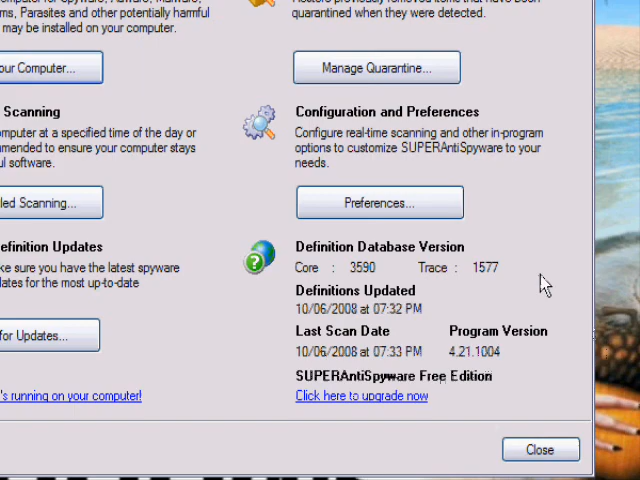 ms, Parasites and other potentially harmful
may be installed on your computer.
quarantined when they were detected.
our Computer...
Manage Quarantine...
Scanning
omputer at a specified time of the day or
mmended to ensure your computer stays
ul software.
Configuration and Preferences
Configure real-time scanning and other in-program
options to customize SUPERAntiSpyware to your
needs.
led Scanning...
Preferences...
efinition Updates
ke sure you have the latest spyware
dates for the most up-to-date
for Updates...
Definition Database Version
Core : 3590 Trace : 1577
Definitions Updated
10/06/2008 at 07:32 PM
Last Scan Date Program Version
10/06/2008 at 07:33 PM 4.21.1004
SUPERAntiSpyware Free Edition
's running on your computer!
Click here to upgrade now
Close